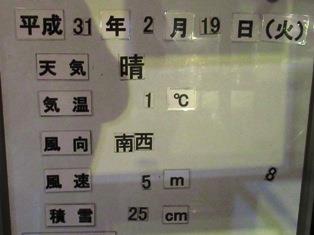 平成 31 年 2 月 19 日 (火)
天気 晴
気温 1 ℃
風向 南西
風速 5 m 8
積雪 25 cm